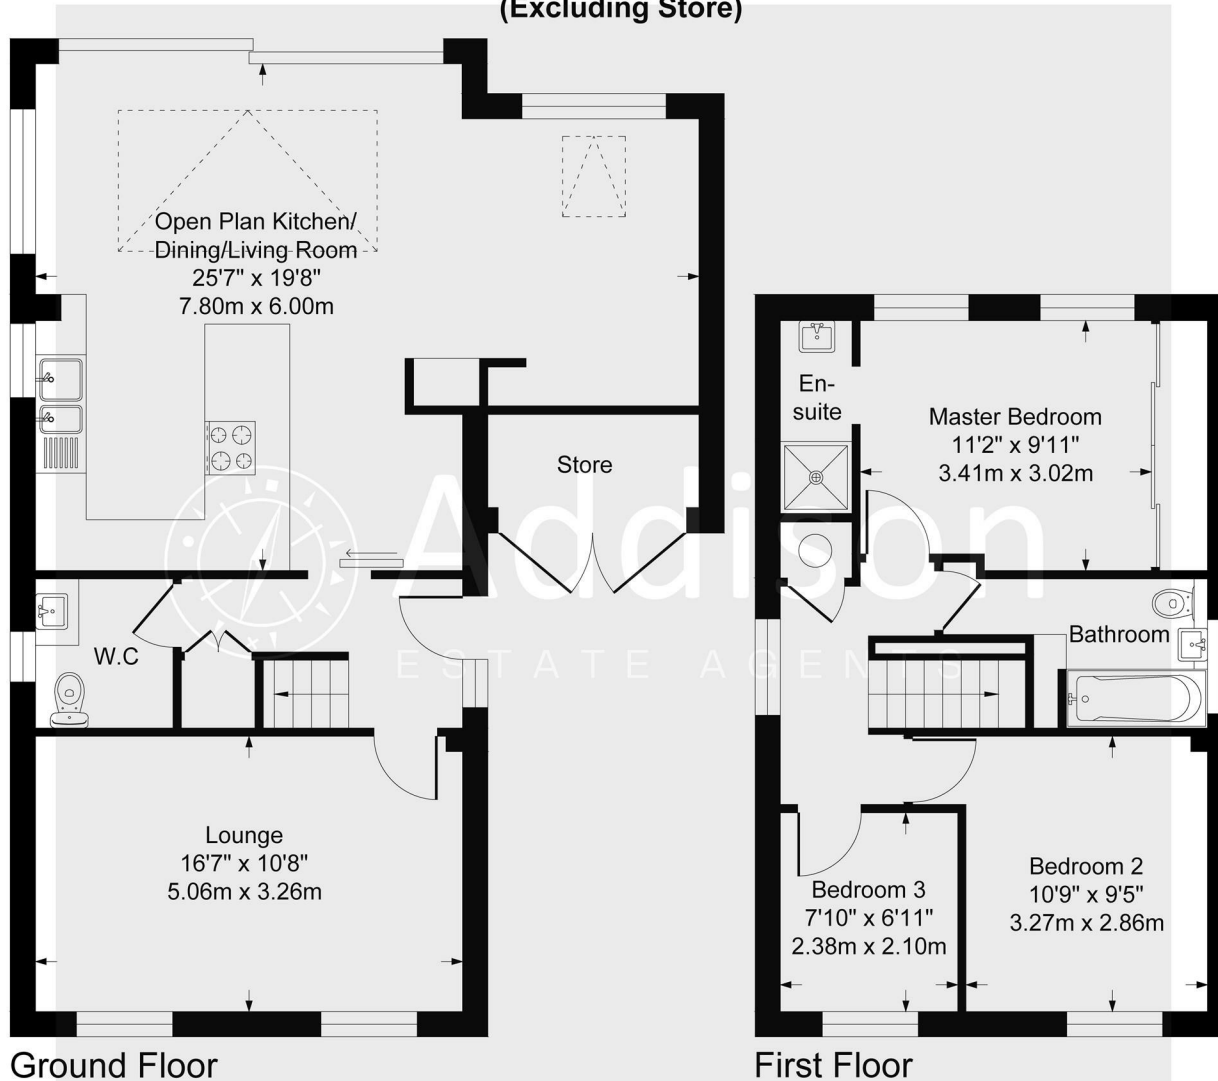 (Excluding Store)
Open Plan Kitchen/
Dining/Living Room
25'7" x 19'8"
7.80m x 6.00m
Store
W.C
Lounge
16'7" x 10'8"
5.06m x 3.26m
Ground Floor
En-
suite
Master Bedroom
11'2" x 9'11"
3.41m x 3.02m
Bathroom
Bedroom 2
10'9" x 9'5"
3.27m x 2.86m
Bedroom 3
7'10" x 6'11"
2.38m x 2.10m
First Floor
Addison
ESTATE AGENTS